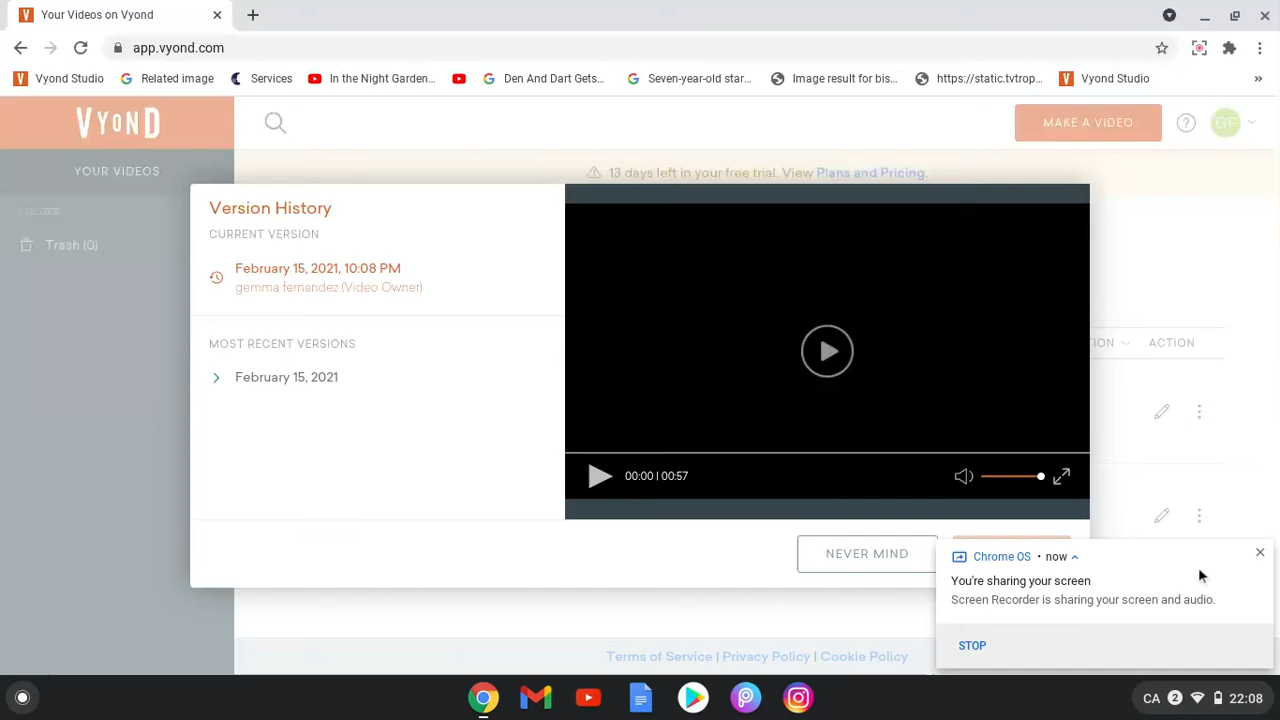 Your Videos on Vyond
app.vyond.com
Vyond Studio
Related image
Services
In the Night Garden...
Den And Dart Gets...
Seven-year-old star...
Image result for bis...
https://static.tvtrop...
Vyond Studio
»
VYOND
MAKE A VIDEO
?
GF
YOUR VIDEOS
13 days left in your free trial. View Plans and Pricing.
Trash (0)
Version History
CURRENT VERSION
February 15, 2021, 10:08 PM
gemma fernandez (Video Owner)
MOST RECENT VERSIONS
February 15, 2021
ACTION
00:00 | 00:57
NEVER MIND
Chrome OS • now
You're sharing your screen
Screen Recorder is sharing your screen and audio.
STOP
Terms of Service | Privacy Policy | Cookie Policy
CA 2 22:08